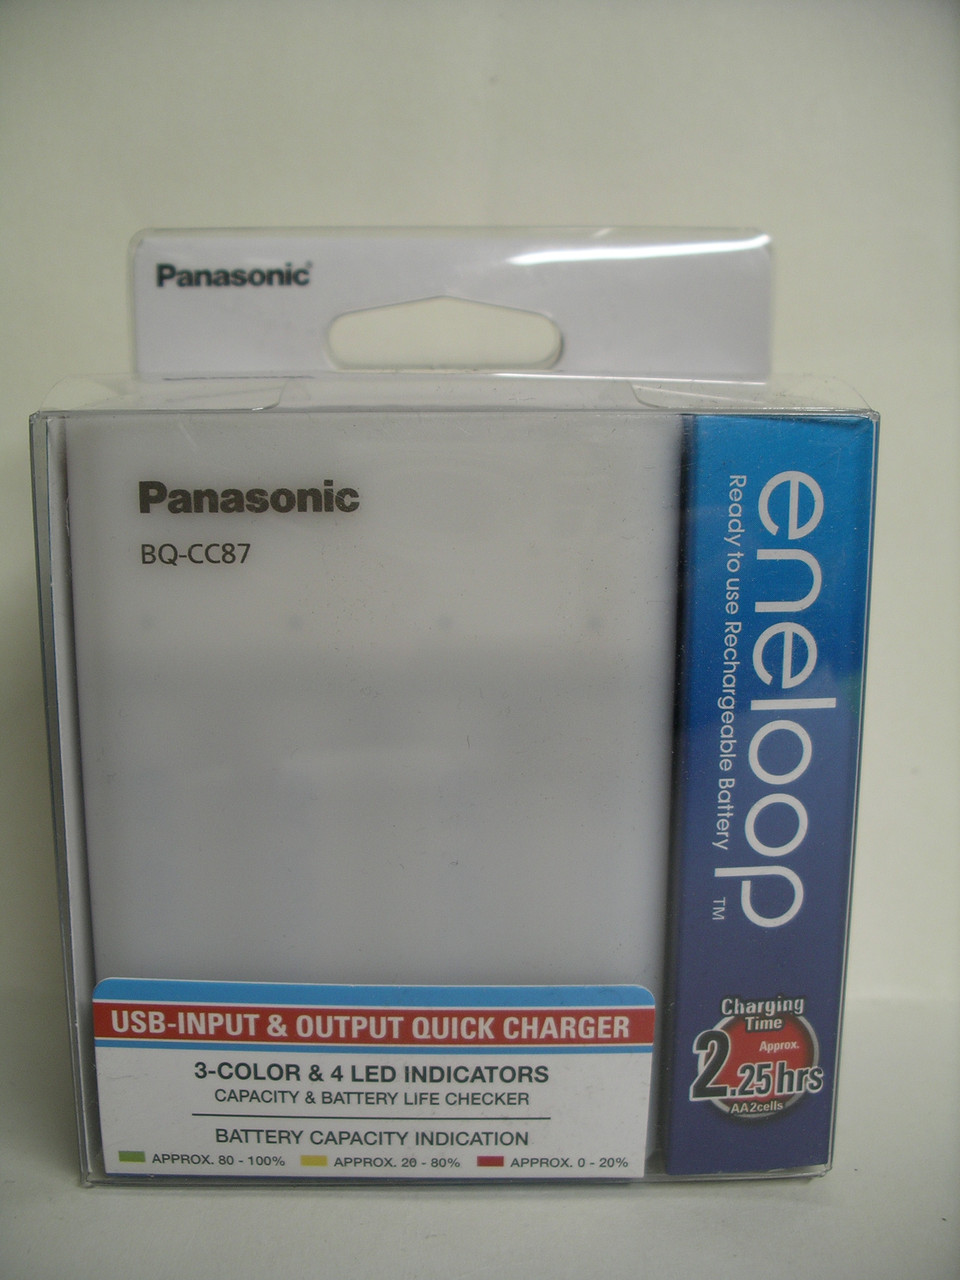 Panasonic
Panasonic
BQ-CC87
eneloop
Ready to use Rechargeable Battery ™
Charging
Time
Approx.
2.25hrs
AA2cells
USB-INPUT & OUTPUT QUICK CHARGER
3-COLOR & 4 LED INDICATORS
CAPACITY & BATTERY LIFE CHECKER
BATTERY CAPACITY INDICATION
APPROX. 80 - 100% APPROX. 20 - 80% APPROX. 0 - 20%